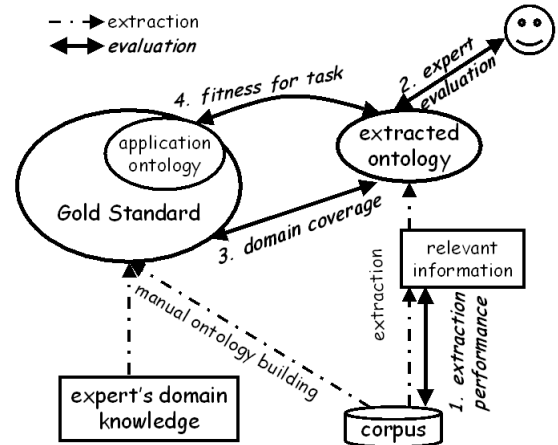 extraction
evaluation
4. fitness for task
2. expert
evaluation
application
ontology
Gold Standard
extracted
ontology
3. domain coverage
relevant
information
extraction
1. extraction
performance
manual ontology building
expert's domain
knowledge
corpus